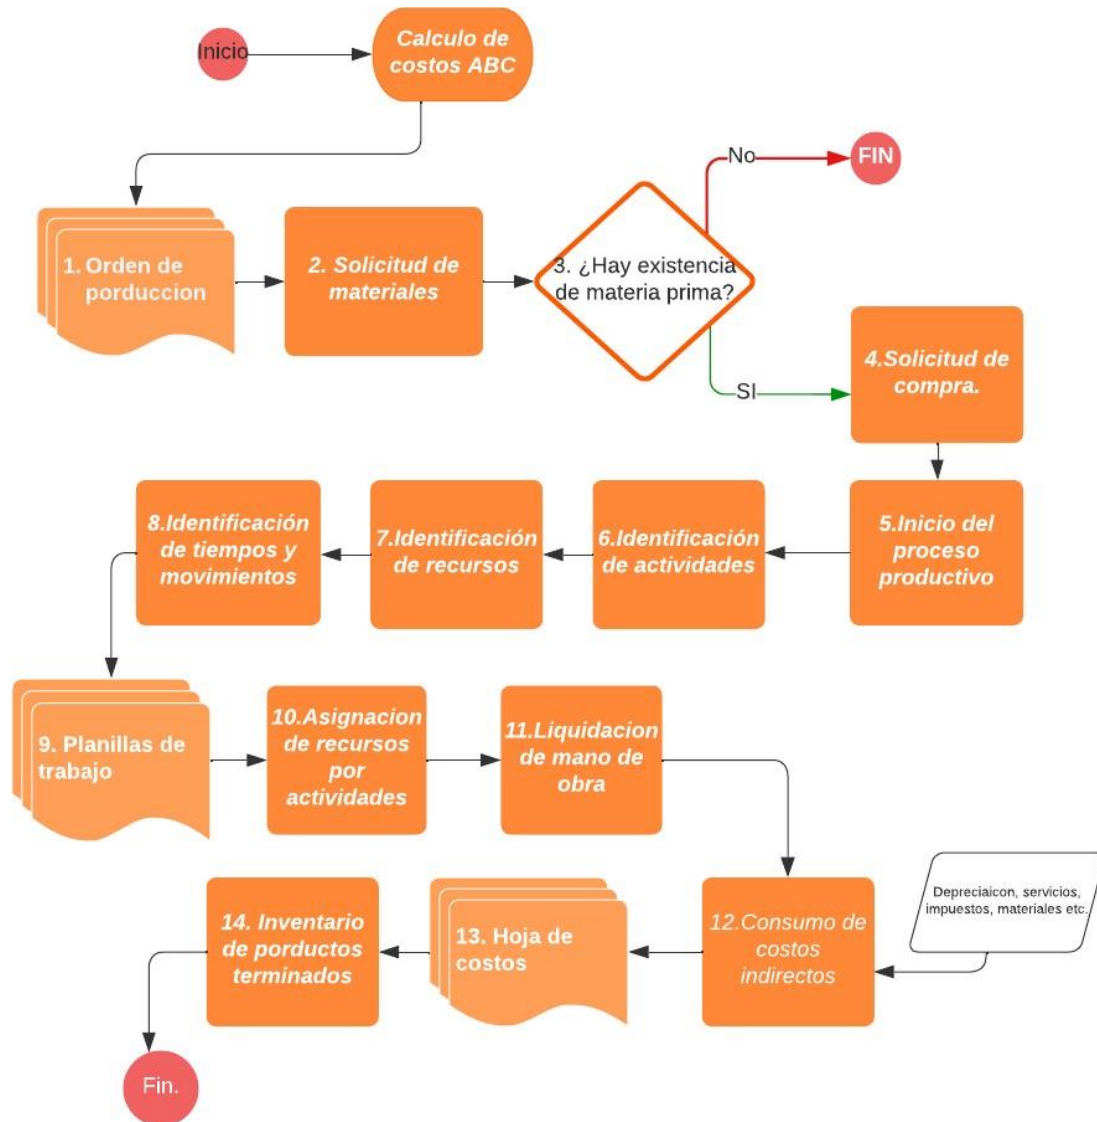 Inicio
Calculo de
costos ABC
No
FIN
1. Orden de
porduccion
2. Solicitud de
materiales
3. ¿Hay existencia
de materia prima?
SI
4.Solicitud de
compra.
8.Identificación
de tiempos y
movimientos
7.Identificación
de recursos
6.Identificación
de actividades
5.Inicio del
proceso
productivo
9. Planillas de
trabajo
10.Asignacion
de recursos
por
actividades
11.Liquidacion
de mano de
obra
14. Inventario
de porductos
terminados
13. Hoja de
costos
12.Consumo de
costos
indirectos
Depreciaicon, servicios,
impuestos, materiales etc.
Fin.